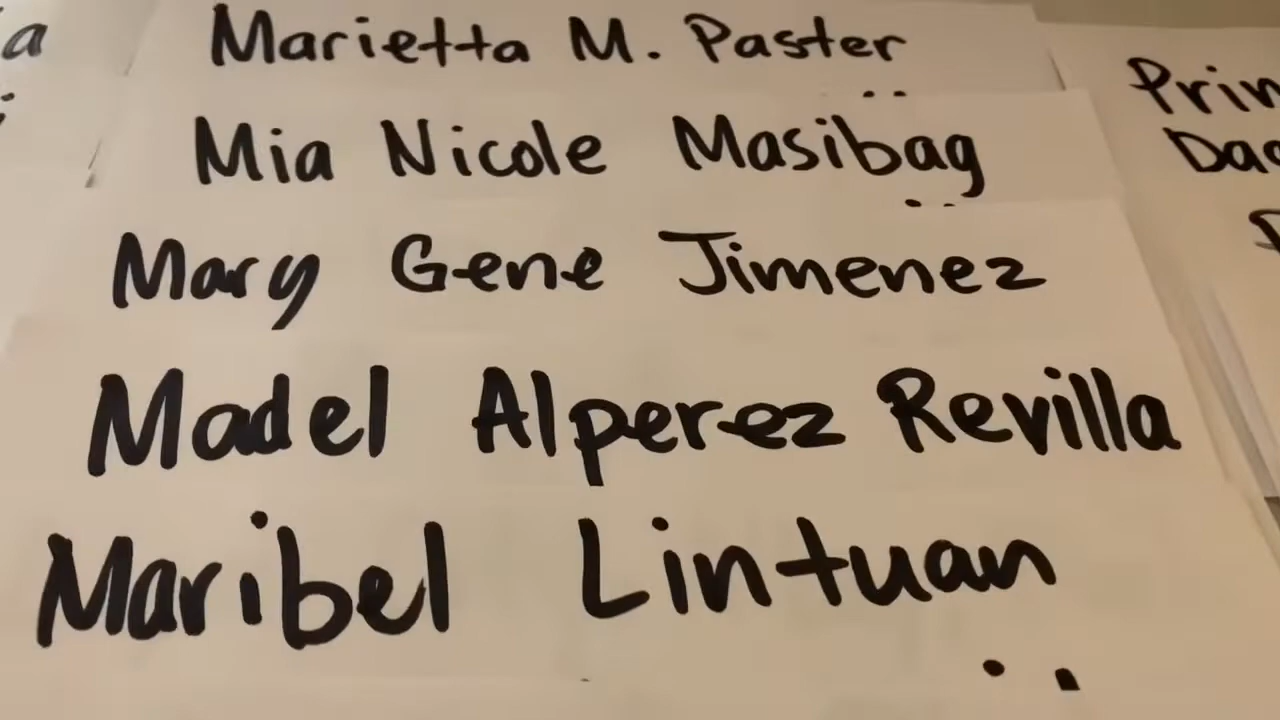 Marietta M. Paster
Mia Nicole Masibag
Mary Gene Jimenez
Madel Alperez Revilla
Maribel Lintuan